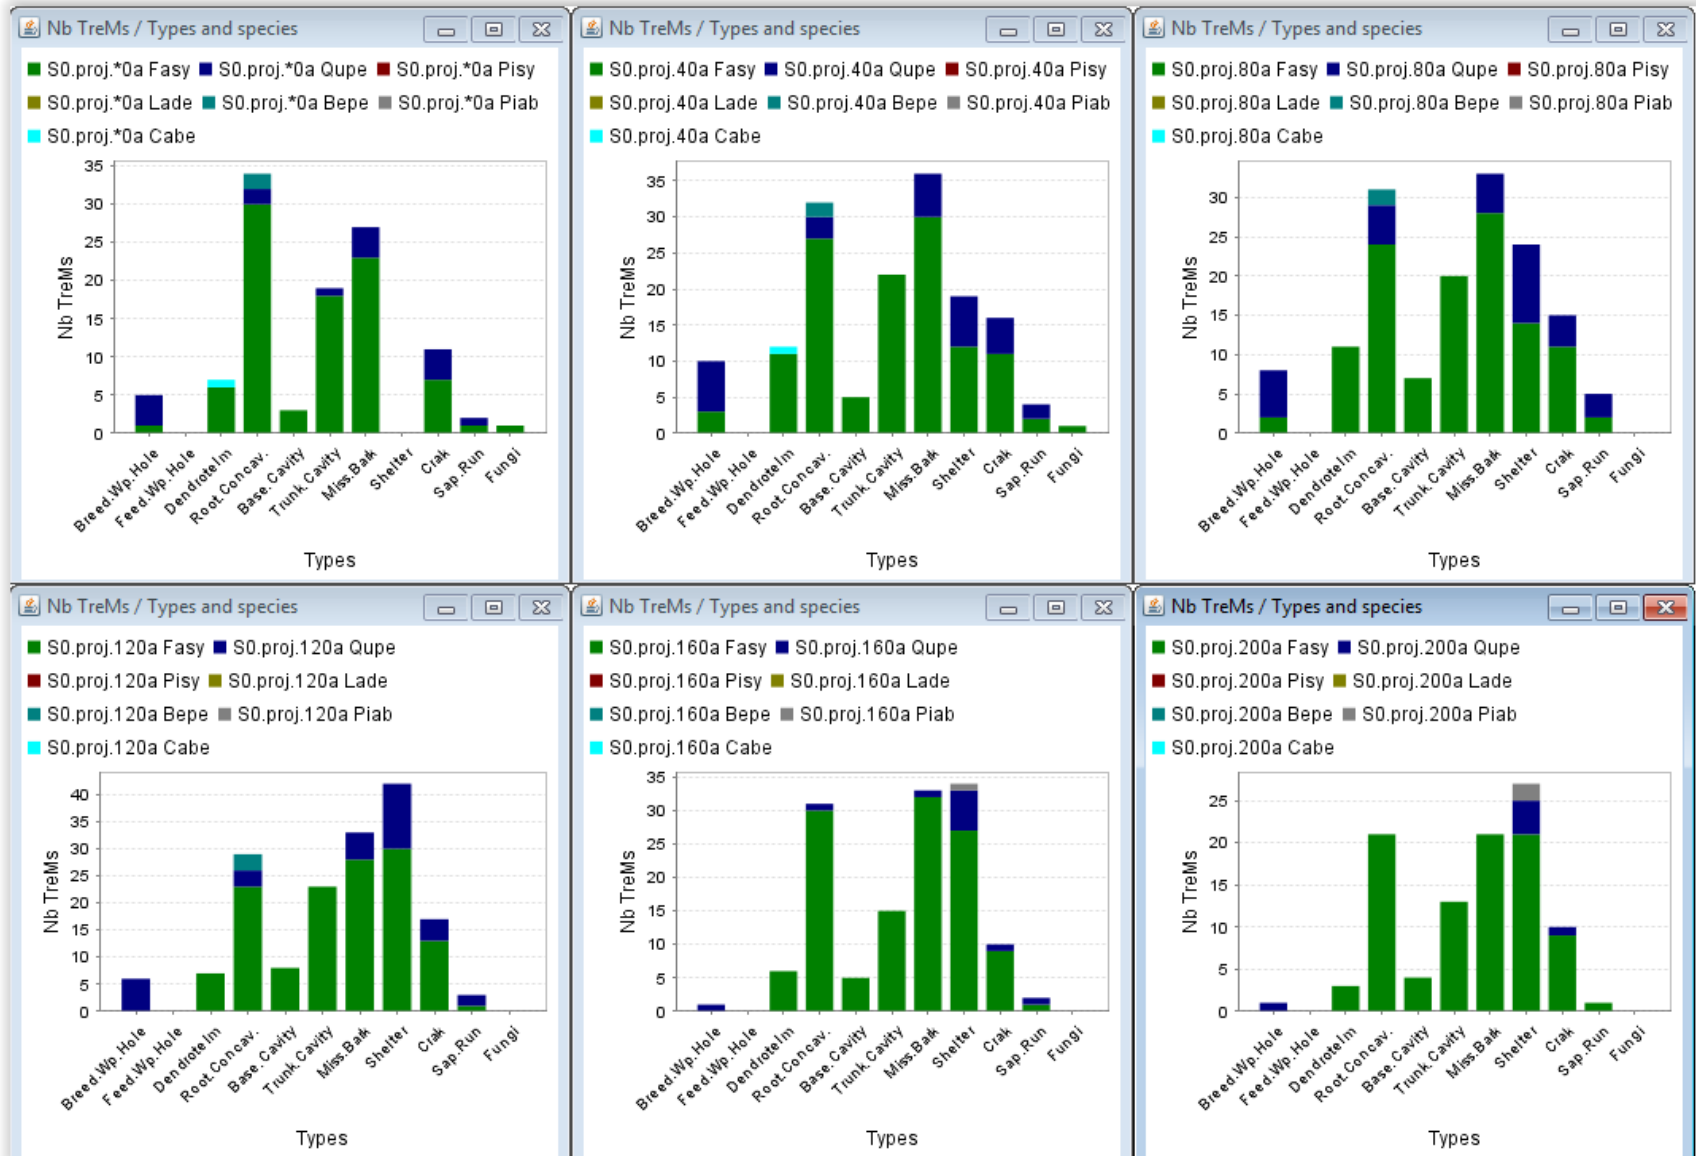 Nb TreMs / Types and species
S0.proj.*0a Fasy S0.proj.*0a Qupe S0.proj.*0a Pisy
S0.proj.*0a Lade S0.proj.*0a Bepe S0.proj.*0a Piab
S0.proj.*0a Cabe
35
30
25
20
15
10
5
0
Nb TreMs
Breed.Wp.Hole
Feed.Wp.Hole
Dendrotelm
Root.Concav.
Base.Cavity
Trunk.Cavity
Miss.Bark
Shelter
Crak
Sap.Run
Fungi
Types
Nb TreMs / Types and species
S0.proj.40a Fasy S0.proj.40a Qupe S0.proj.40a Pisy
S0.proj.40a Lade S0.proj.40a Bepe S0.proj.40a Piab
S0.proj.40a Cabe
35
30
25
20
15
10
5
0
Nb TreMs
Breed.Wp.Hole
Feed.Wp.Hole
Dendrotelm
Root.Concav.
Base.Cavity
Trunk.Cavity
Miss.Bark
Shelter
Crak
Sap.Run
Fungi
Types
Nb TreMs / Types and species
S0.proj.80a Fasy S0.proj.80a Qupe S0.proj.80a Pisy
S0.proj.80a Lade S0.proj.80a Bepe S0.proj.80a Piab
S0.proj.80a Cabe
30
25
20
15
10
5
0
Nb TreMs
Breed.Wp.Hole
Feed.Wp.Hole
Dendrotelm
Root.Concav.
Base.Cavity
Trunk.Cavity
Miss.Bark
Shelter
Crak
Sap.Run
Fungi
Types
Nb TreMs / Types and species
S0.proj.120a Fasy S0.proj.120a Qupe
S0.proj.120a Pisy S0.proj.120a Lade
S0.proj.120a Bepe S0.proj.120a Piab
S0.proj.120a Cabe
40
35
30
25
20
15
10
5
0
Nb TreMs
Breed.Wp.Hole
Feed.Wp.Hole
Dendrotelm
Root.Concav.
Base.Cavity
Trunk.Cavity
Miss.Bark
Shelter
Crak
Sap.Run
Fungi
Types
Nb TreMs / Types and species
S0.proj.160a Fasy S0.proj.160a Qupe
S0.proj.160a Pisy S0.proj.160a Lade
S0.proj.160a Bepe S0.proj.160a Piab
S0.proj.160a Cabe
35
30
25
20
15
10
5
0
Nb TreMs
Breed.Wp.Hole
Feed.Wp.Hole
Dendrotelm
Root.Concav.
Base.Cavity
Trunk.Cavity
Miss.Bark
Shelter
Crak
Sap.Run
Fungi
Types
Nb TreMs / Types and species
S0.proj.200a Fasy S0.proj.200a Qupe
S0.proj.200a Pisy S0.proj.200a Lade
S0.proj.200a Bepe S0.proj.200a Piab
S0.proj.200a Cabe
25
20
15
10
5
0
Nb TreMs
Breed.Wp.Hole
Feed.Wp.Hole
Dendrotelm
Root.Concav.
Base.Cavity
Trunk.Cavity
Miss.Bark
Shelter
Crak
Sap.Run
Fungi
Types